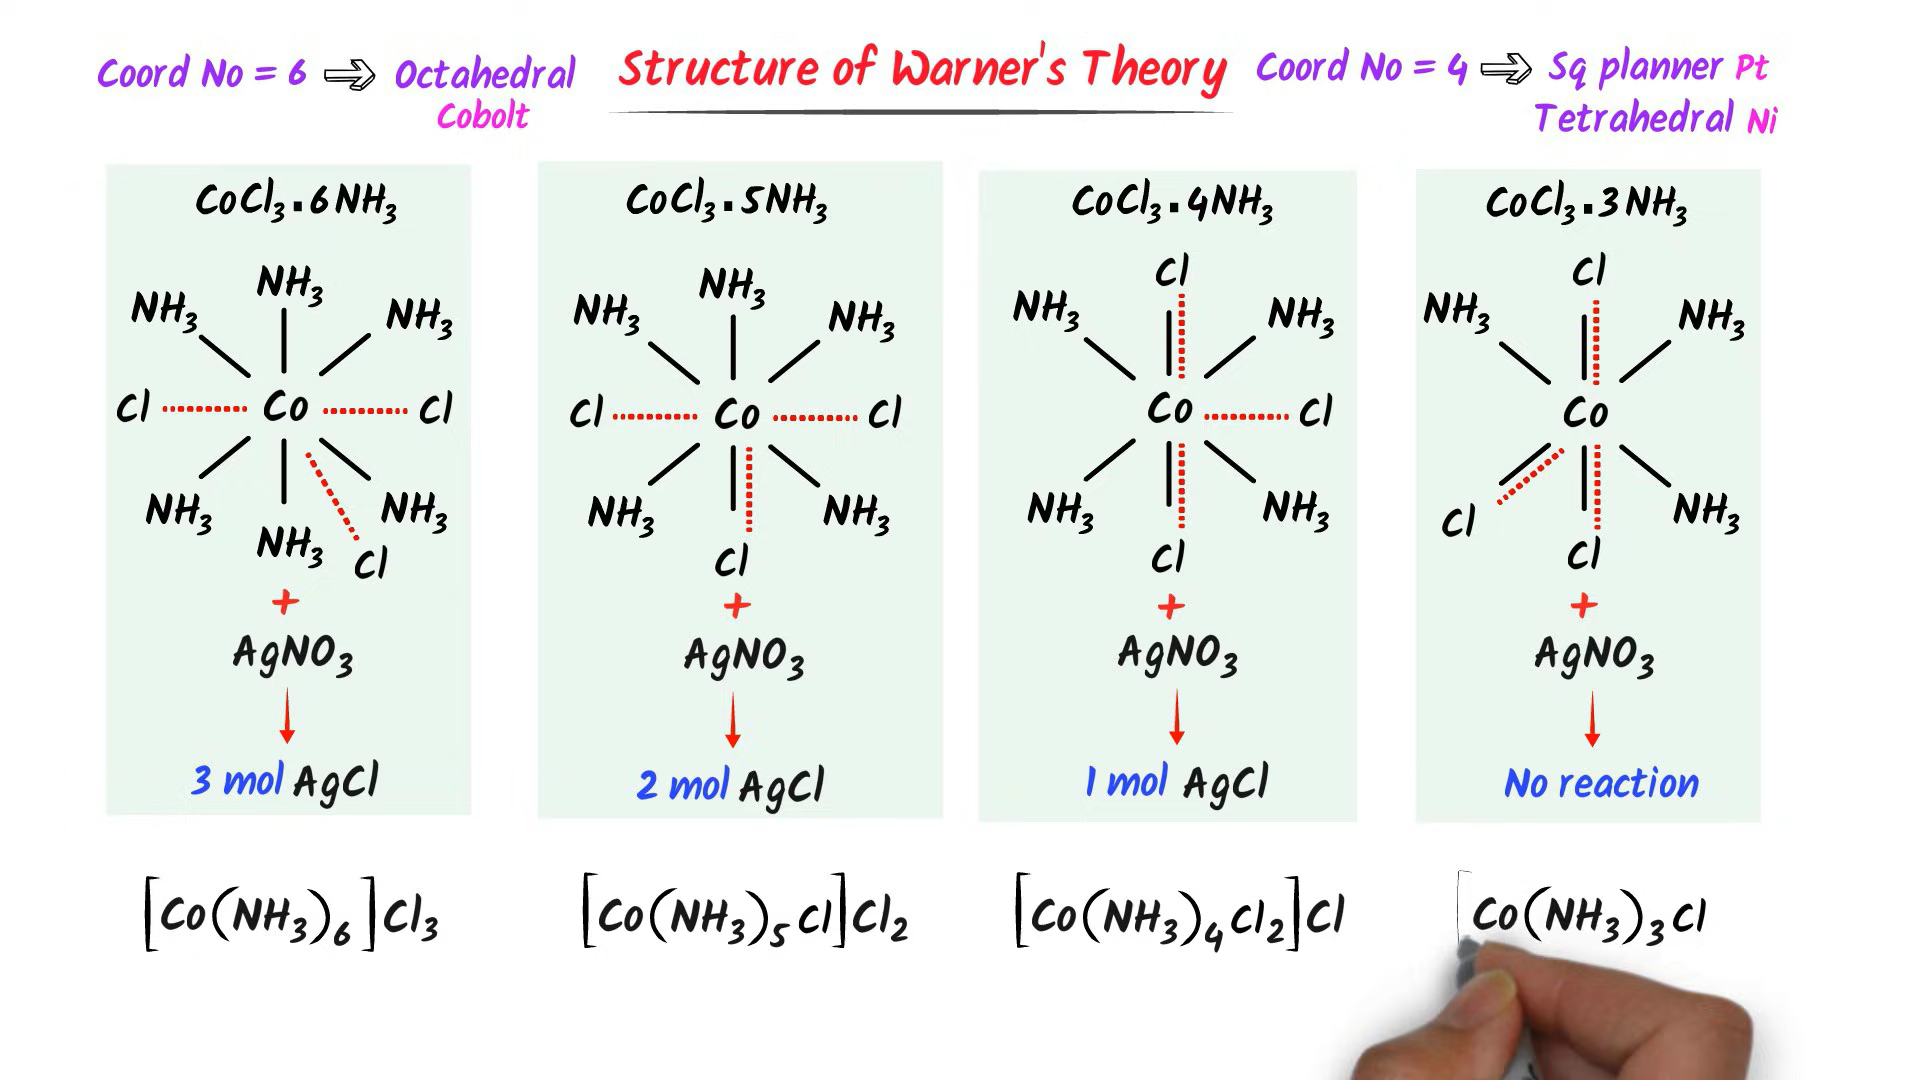 Coord No = 6 ⇨ Octahedral
Cobolt
Structure of Warner's Theory
Coord No = 4 ⇨ Sq planner Pt
Tetrahedral Ni
CoCl₃.6NH₃
NH₃
NH₃ NH₃
Cl Co Cl
NH₃ NH₃
NH₃
Cl
+
AgNO₃
3 mol AgCl
[Co(NH₃)₆]Cl₃
CoCl₃.5NH₃
NH₃
NH₃ NH₃
Cl Co Cl
NH₃ NH₃
Cl
+
AgNO₃
2 mol AgCl
[Co(NH₃)₅Cl]Cl₂
CoCl₃.4NH₃
Cl
NH₃ NH₃
Co Cl
NH₃ NH₃
Cl
+
AgNO₃
1 mol AgCl
[Co(NH₃)₄Cl₂]Cl
CoCl₃.3NH₃
Cl
NH₃ NH₃
Co
Cl NH₃
Cl
+
AgNO₃
No reaction
[Co(NH₃)₃Cl